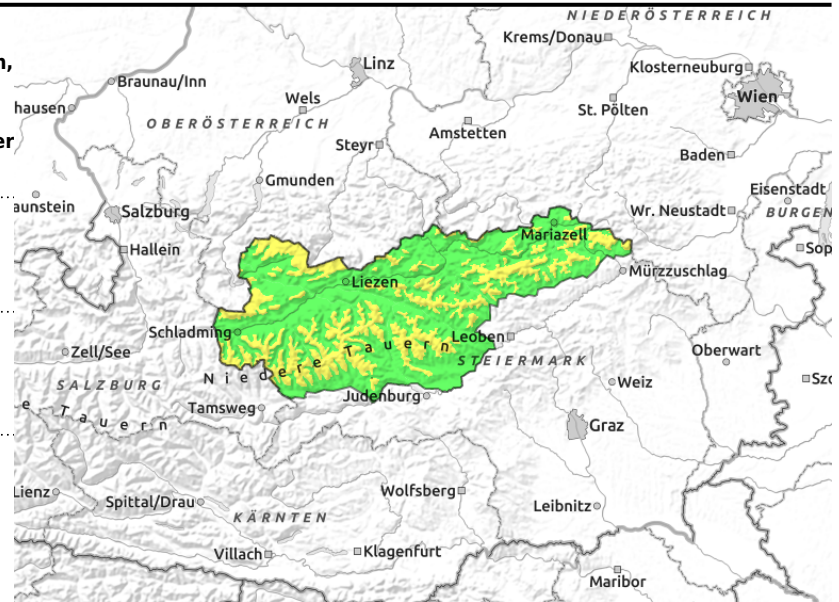 NIEDERÖSTERREICH
Krems/Donau
n,
Linz
Klosterneuburg
Braunau/Inn
Wien
Wels
hausen
St. Pölten
OBERÖSTERREICH
Amstetten
er
Steyr
Baden
Gmunden
Eisenstadt
aunstein
Salzburg
Wr. Neustadt
BURGEN
Mariazell
Hallein
Sop
Mürzzuschlag
Liezen
Schladming
Leoben
Niedere Tauern
Zell/See
Oberwart
STEIERMARK
SALZBURG
Weiz
Szo
Judenburg
Tamsweg
e Tauern
Graz
Lienz
Wolfsberg
Spittal/Drau
Leibnitz
KÄRNTEN
Villach
Klagenfurt
Maribor